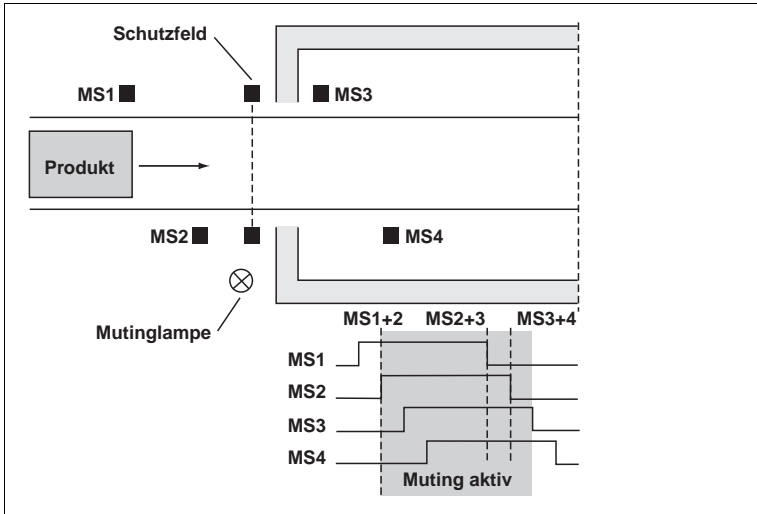 Schutzfeld
MS1
MS3
Produkt
MS2
MS4
Mutinglampe
MS1+2 MS2+3 MS3+4
MS1
MS2
MS3
MS4
Muting aktiv